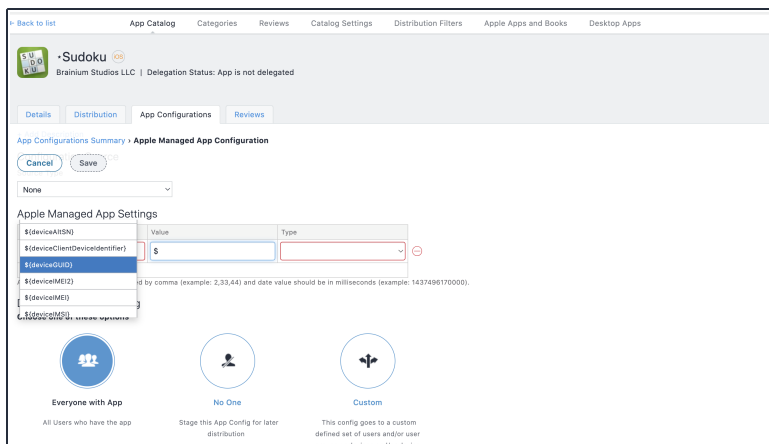 Back to list
App Catalog
Categories
Reviews
Catalog Settings
Distribution Filters
Apple Apps and Books
Desktop Apps
SU
DO
KU
•Sudoku iOS
Brainium Studios LLC | Delegation Status: App is not delegated
Details
Distribution
App Configurations
Reviews
App Configurations Summary › Apple Managed App Configuration
Cancel
Save
None
Apple Managed App Settings
Value
Type
${deviceAltSN}
${deviceClientDeviceIdentifier}
$
${deviceGUID}
${deviceIMEI2}
by comma (example: 2,33,44) and date value should be in milliseconds (example: 1437496170000).
${deviceIMEI}
${deviceIMSI}
Choose one of these options
Everyone with App
No One
Custom
All Users who have the app
Stage this App Config for later
distribution
This config goes to a custom
defined set of users and/or user